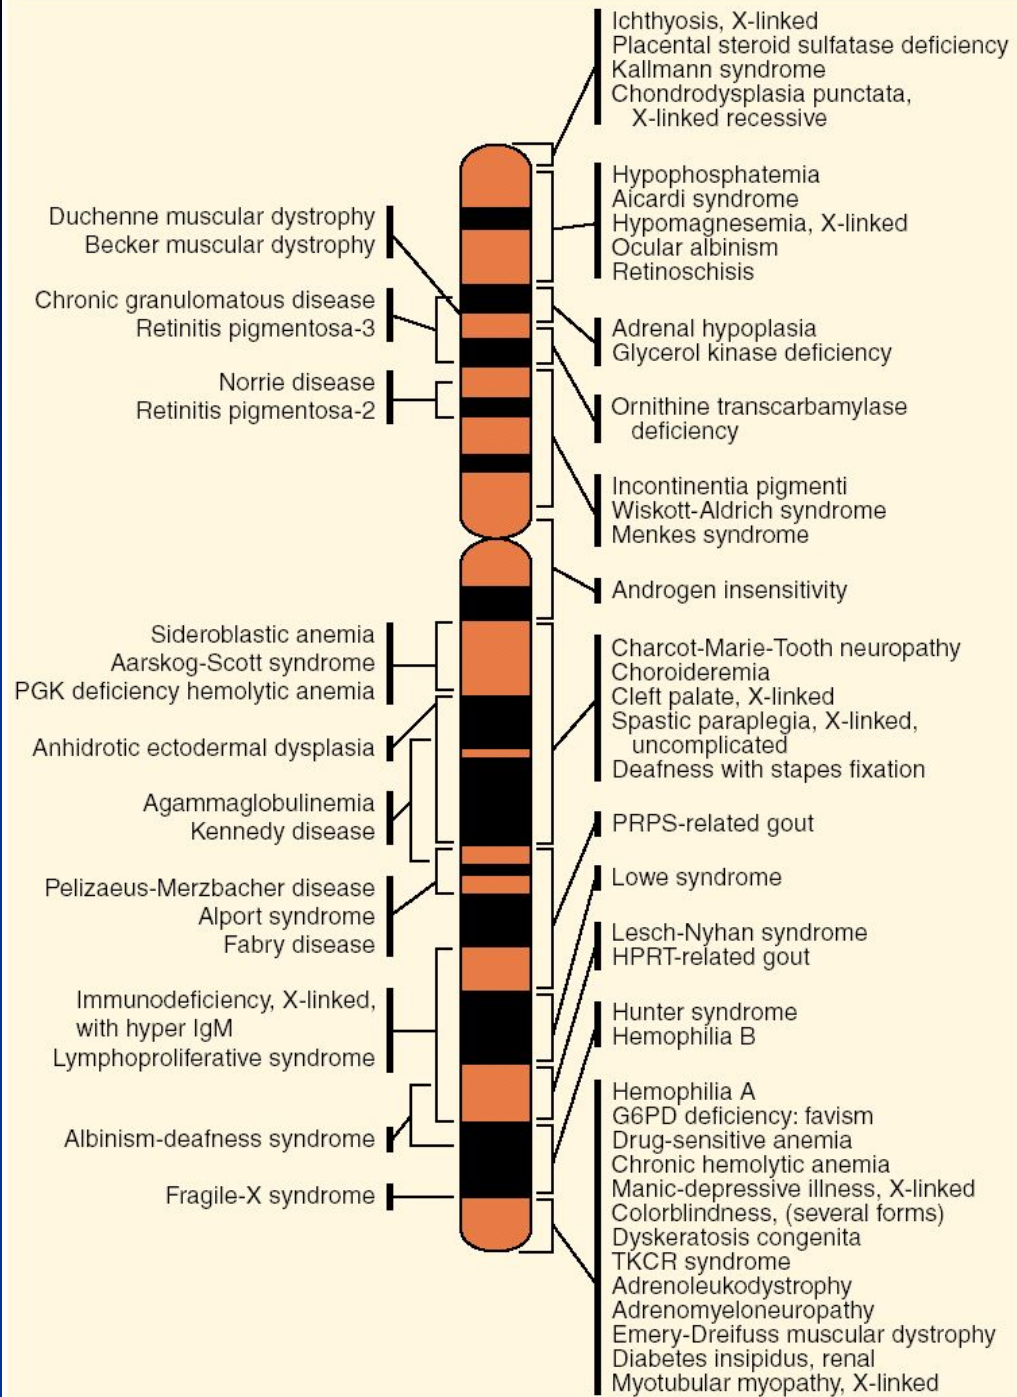 Ichthyosis, X-linked
Placental steroid sulfatase deficiency
Kallmann syndrome
Chondrodysplasia punctata,
X-linked recessive
Hypophosphatemia
Aicardi syndrome
Hypomagnesemia, X-linked
Ocular albinism
Retinoschisis
Adrenal hypoplasia
Glycerol kinase deficiency
Ornithine transcarbamylase
deficiency
Incontinentia pigmenti
Wiskott-Aldrich syndrome
Menkes syndrome
Androgen insensitivity
Charcot-Marie-Tooth neuropathy
Choroideremia
Cleft palate, X-linked
Spastic paraplegia, X-linked,
uncomplicated
Deafness with stapes fixation
PRPS-related gout
Lowe syndrome
Lesch-Nyhan syndrome
HPRT-related gout
Hunter syndrome
Hemophilia B
Hemophilia A
G6PD deficiency: favism
Drug-sensitive anemia
Chronic hemolytic anemia
Manic-depressive illness, X-linked
Colorblindness, (several forms)
Dyskeratosis congenita
TKCR syndrome
Adrenoleukodystrophy
Adrenomyeloneuropathy
Emery-Dreifuss muscular dystrophy
Diabetes insipidus, renal
Myotubular myopathy, X-linked
Duchenne muscular dystrophy
Becker muscular dystrophy
Chronic granulomatous disease
Retinitis pigmentosa-3
Norrie disease
Retinitis pigmentosa-2
Sideroblastic anemia
Aarskog-Scott syndrome
PGK deficiency hemolytic anemia
Anhidrotic ectodermal dysplasia
Agammaglobulinemia
Kennedy disease
Pelizaeus-Merzbacher disease
Alport syndrome
Fabry disease
Immunodeficiency, X-linked,
with hyper IgM
Lymphoproliferative syndrome
Albinism-deafness syndrome
Fragile-X syndrome